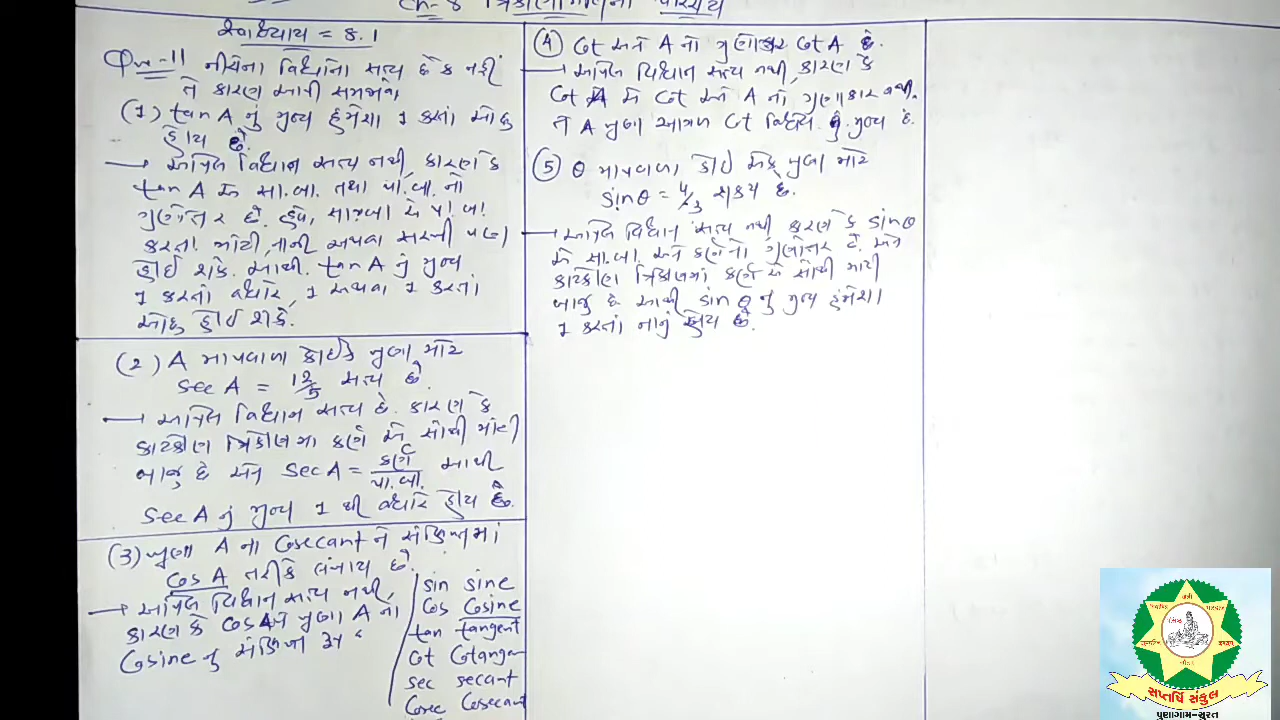 Ch-8 ત્રિકોણમિતિનો પરિચય
સ્વાધ્યાય = 8.1
પ્રશ્ન-11 નીચેના વિધાનો સત્ય છે કે નહીં
તે કારણ આપી સમજાવો
(1) tan A નું મૂલ્ય હંમેશા 1 કરતાં ઓછુ
હોય છે.
→ આપેલ વિધાન સત્ય નથી, કારણ કે
tan A એ સા.બા. તથા પા.બા. નો
ગુણોત્તર છે. હવે, સા.બા એ પા.બા
કરતા મોટી, નાની અથવા સરખી પણ
હોઈ શકે. આથી. tan A નું મૂલ્ય
1 કરતાં વધારે, 1 અથવા 1 કરતાં
ઓછુ હોઈ શકે.
(2) A માપવાળા કોઈક ખુણા માટે
sec A = 12/5 સત્ય છે.
→ આપેલ વિધાન સત્ય છે. કારણ કે
કાટકોણ ત્રિકોણમા કર્ણ એ સૌથી મોટી
બાજુ છે અને sec A = કર્ણ/પા.બા. આથી
sec A નું મૂલ્ય 1 થી વધારે હોય છે.
(3) ખુણા A ના Cosecant ને સંક્ષિપ્તમાં
Cos A તરીકે લખાય છે.
→ આપેલ વિધાન સત્ય નથી,
કારણ કે Cos A એ ખુણા A ના
Cosine નુ સંક્ષિપ્ત
sin sine
Cos Cosine
tan tangent
Cot Cotangen
sec secant
Cosec Cosecant
(4) Cot અને A નો ગુણાકાર Cot A છે.
→ આપેલ વિધાન સત્ય નથી, કારણ કે
Cot A એ Cot અને A નો ગુણાકાર નથી.
તે A ખુણા આગળ Cot વિધેય નું મૂલ્ય છે.
(5) θ માપવાળા કોઈ એક ખુણા માટે
sinθ = 4/3 શક્ય છે.
→ આપેલ વિધાન સત્ય નથી કારણ કે sinθ
એ સા.બા. અને કર્ણનો ગુણોત્તર છે. અને
કાટકોણ ત્રિકોણમાં કર્ણ એ સૌથી મોટી
બાજુ છે આથી sin θ નુ મૂલ્ય હંમેશા
1 કરતાં નાનું હોય છે.
સપ્તર્ષિ સંકુલ
પુણાગામ-સુરત